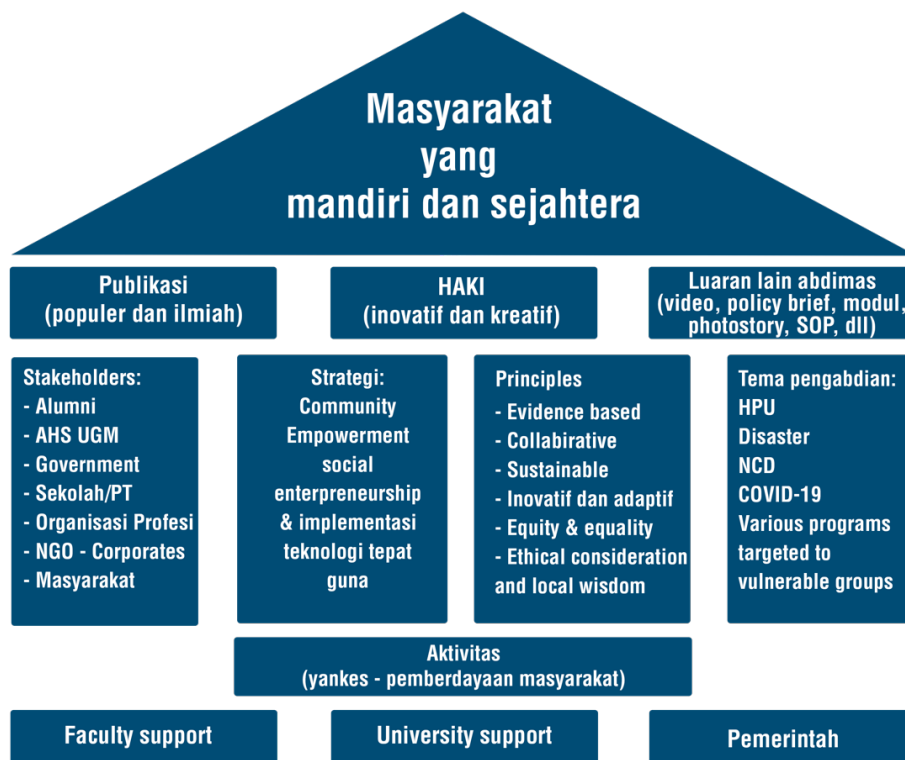 Masyarakat
yang
mandiri dan sejahtera
Publikasi
(populer dan ilmiah)
HAKI
(inovatif dan kreatif)
Luaran lain abdimas
(video, policy brief, modul,
photostory, SOP, dll)
Stakeholders:
- Alumni
- AHS UGM
- Government
- Sekolah/PT
- Organisasi Profesi
- NGO - Corporates
- Masyarakat
Strategi:
Community
Empowerment
social
enterpreneurship
& implementasi
teknologi tepat
guna
Principles
- Evidence based
- Collabirative
- Sustainable
- Inovatif dan adaptif
- Equity & equality
- Ethical consideration
and local wisdom
Tema pengabdian:
HPU
Disaster
NCD
COVID-19
Various programs
targeted to
vulnerable groups
Aktivitas
(yankes - pemberdayaan masyarakat)
Faculty support
University support
Pemerintah